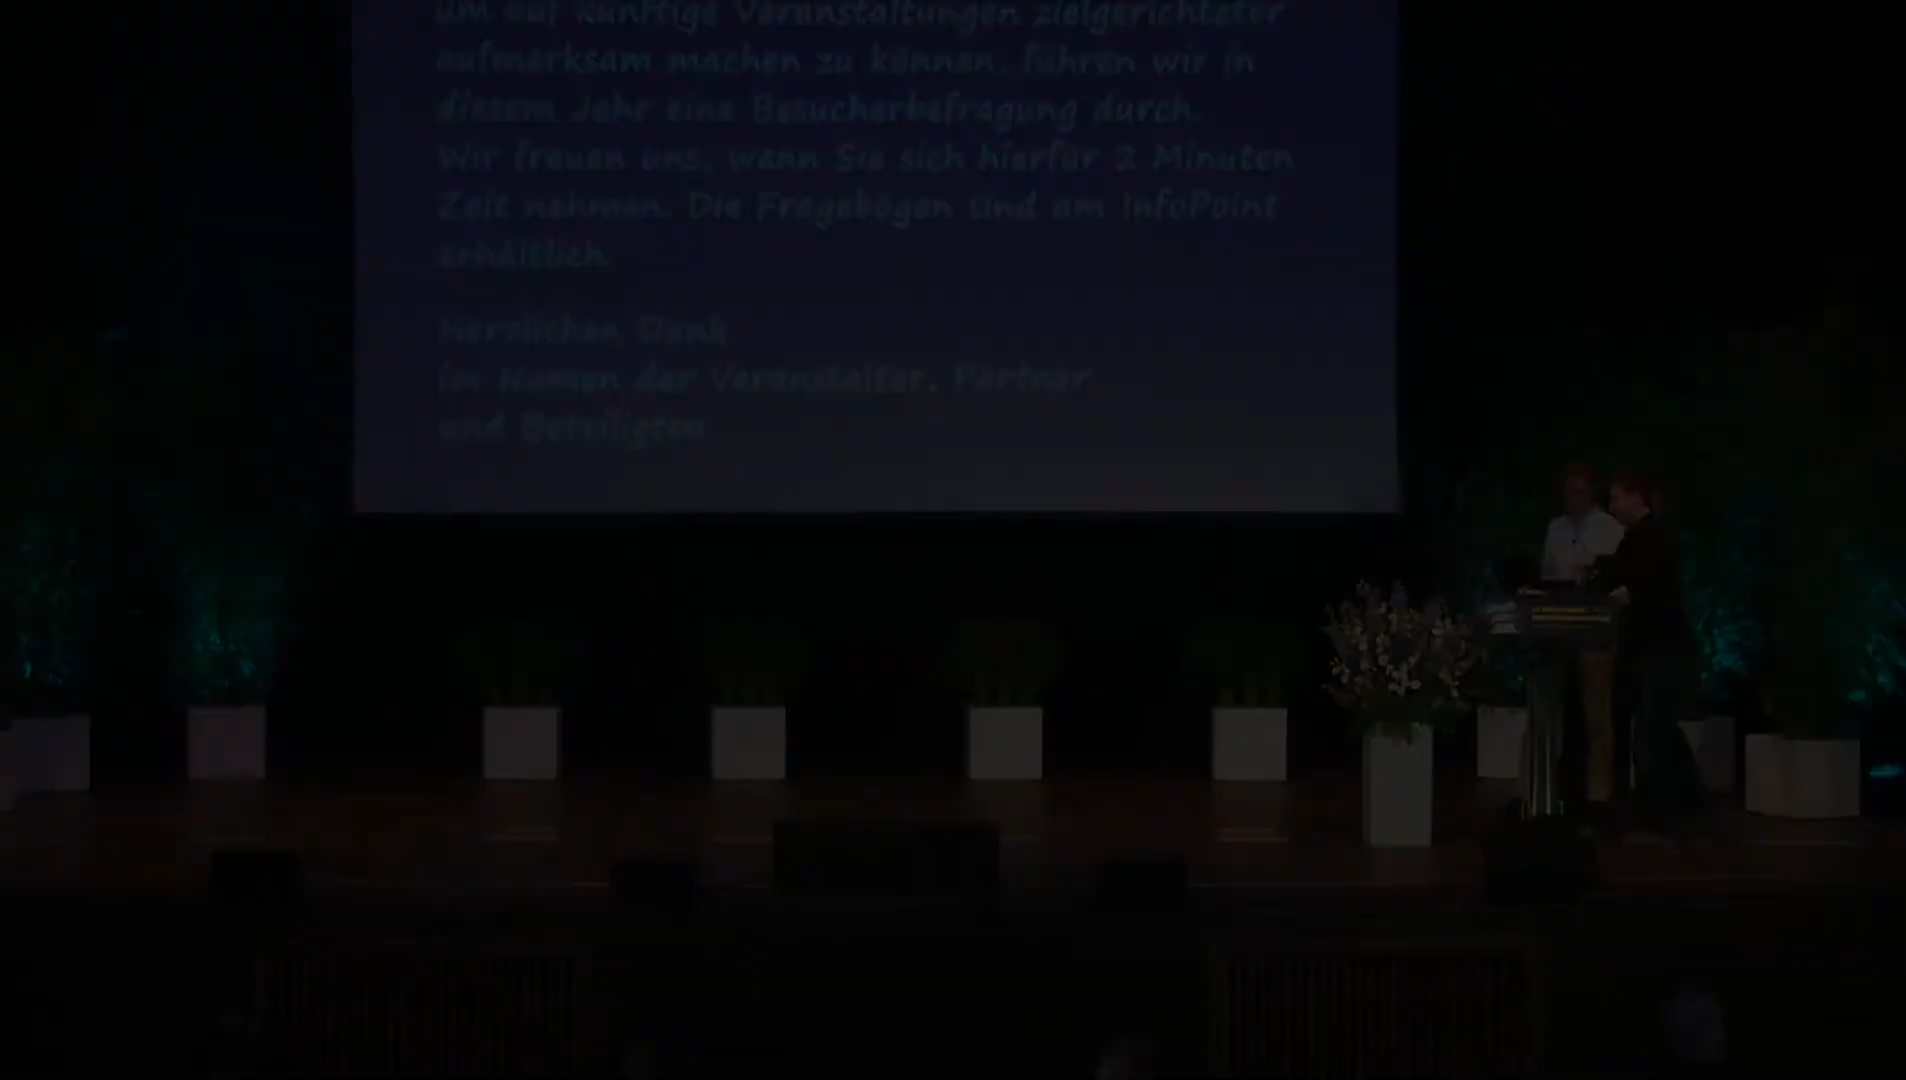 um auf künftige Veranstaltungen zielgerichteter
aufmerksam machen zu können, führen wir in
diesem Jahr eine Besucherbefragung durch.
Wir freuen uns, wenn Sie sich hierfür 2 Minuten
Zeit nehmen. Die Fragebögen sind am InfoPoint
erhältlich.
Herzlichen Dank
im Namen der Veranstalter, Partner
und Beteiligten